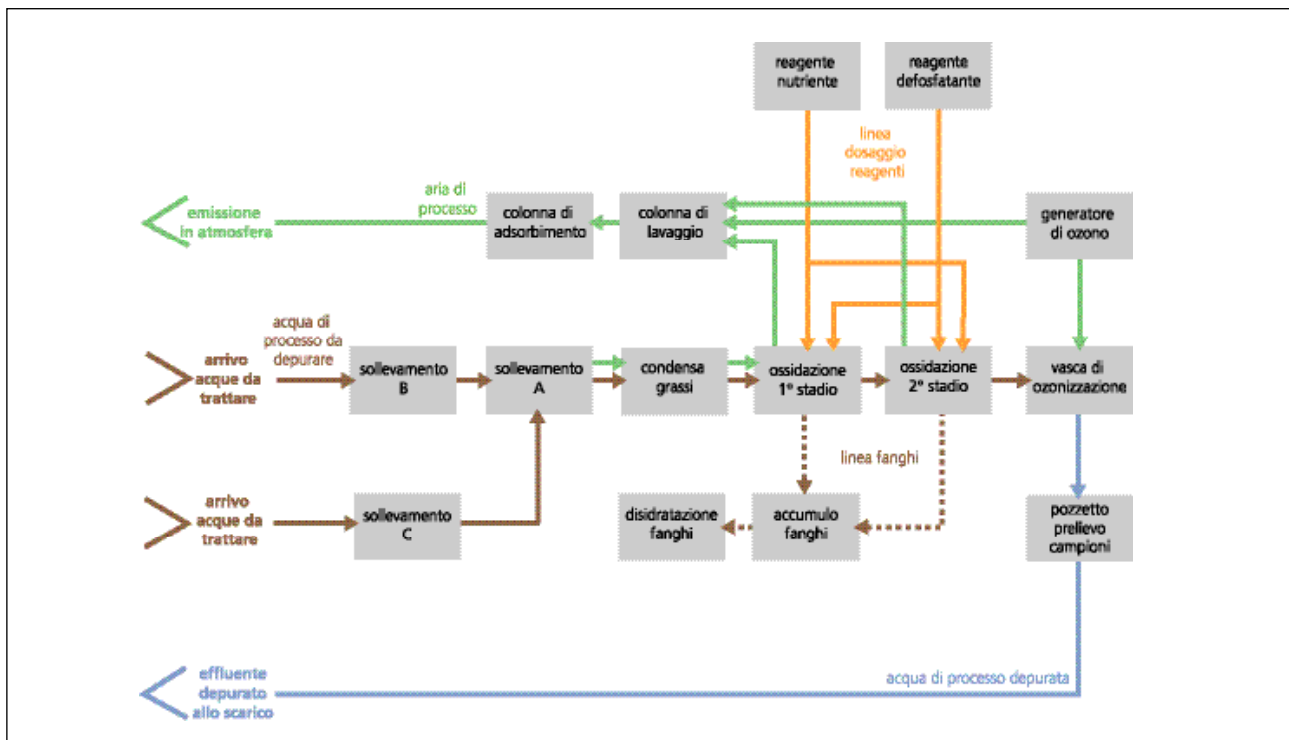 reagente
nutriente
reagente
defosfatante
linea
dosaggio
reagenti
aria di
processo
emissione
in atmosfera
colonna di
adsorbimento
colonna di
lavaggio
generatore
di ozono
acqua di
processo da
depurare
arrivo
acque da
trattare
sollevamento
B
sollevamento
A
condensa
grassi
ossidazione
1° stadio
ossidazione
2° stadio
vasca di
ozonizzazione
linea fanghi
arrivo
acque da
trattare
sollevamento
C
disidratazione
fanghi
accumulo
fanghi
pozzetto
prelievo
campioni
effluente
depurato
allo scarico
acqua di processo depurata